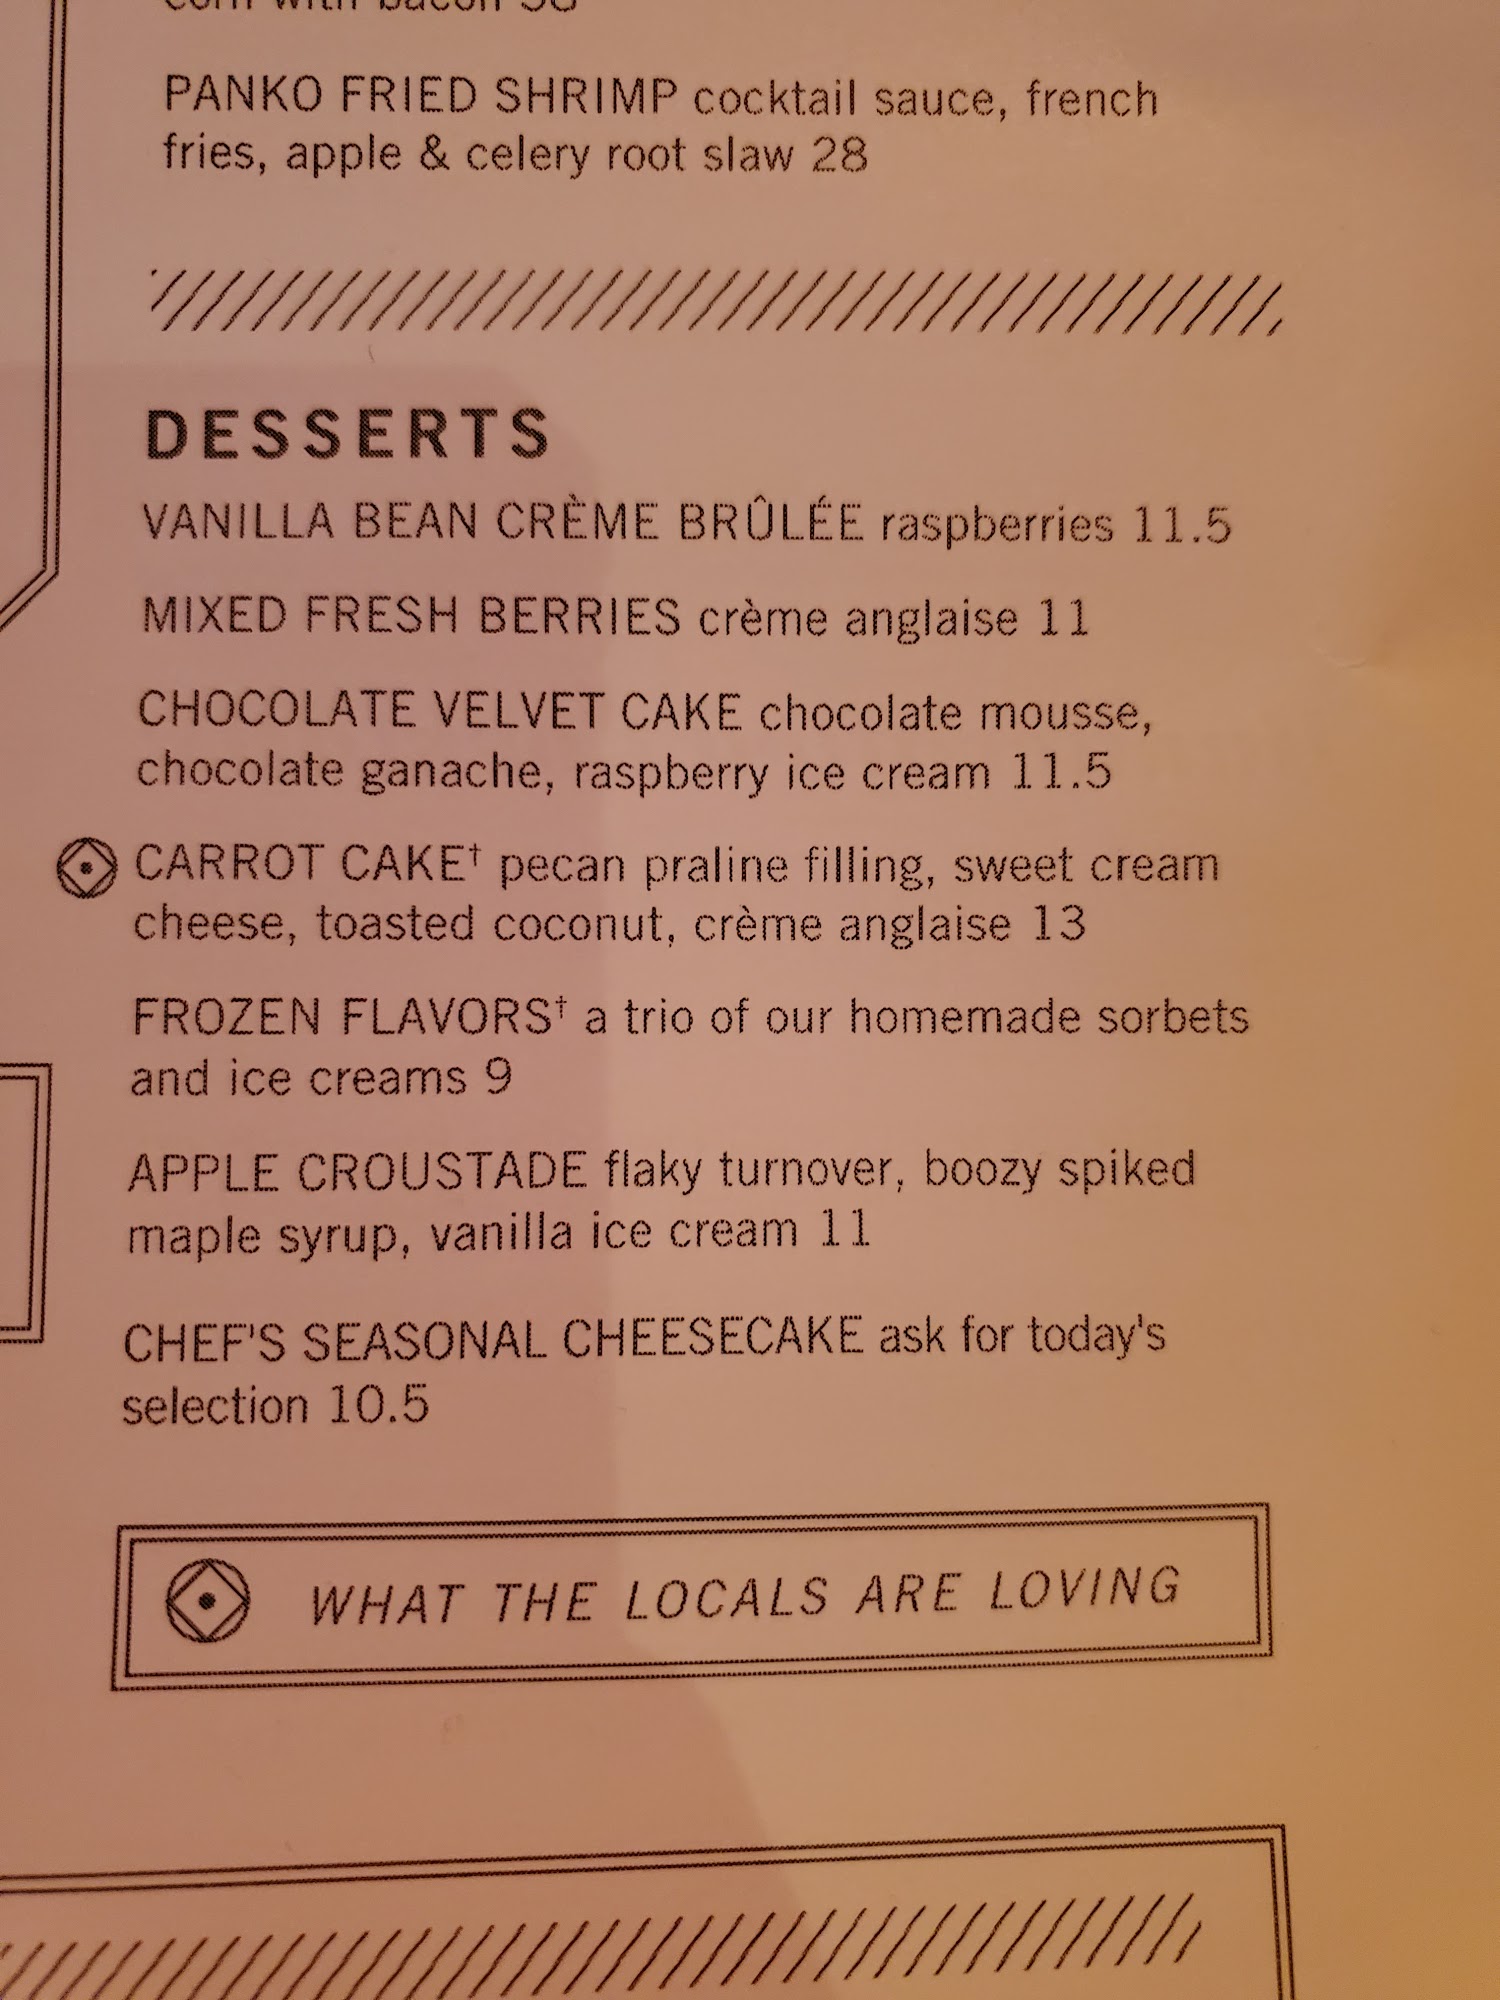 corn with bacon
PANKO FRIED SHRIMP cocktail sauce, french
fries, apple & celery root slaw 28
DESSERTS
VANILLA BEAN CRÈME BRÛLÉE raspberries 11.5
MIXED FRESH BERRIES crème anglaise 11
CHOCOLATE VELVET CAKE chocolate mousse,
chocolate ganache, raspberry ice cream 11.5
CARROT CAKE† pecan praline filling, sweet cream
cheese, toasted coconut, crème anglaise 13
FROZEN FLAVORS† a trio of our homemade sorbets
and ice creams 9
APPLE CROUSTADE flaky turnover, boozy spiked
maple syrup, vanilla ice cream 11
CHEF'S SEASONAL CHEESECAKE ask for today's
selection 10.5
WHAT THE LOCALS ARE LOVING